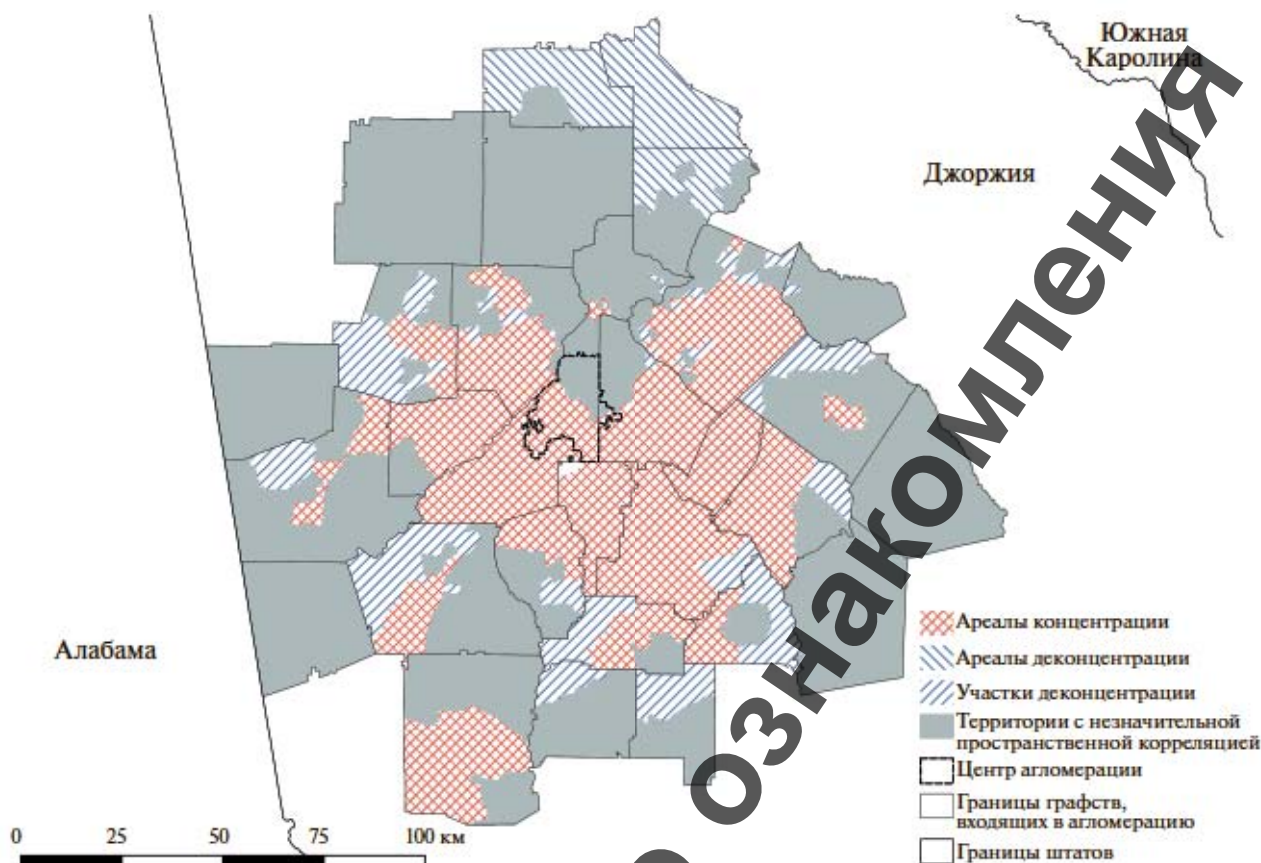 Южная
Каролина
Джоржия
Алабама
Ареалы концентрации
Ареалы деконцентрации
Участки деконцентрации
Территории с незначительной
пространственной корреляцией
Центр агломерации
Границы графств,
входящих в агломерацию
Границы штатов
0 25 50 75 100 км
о ознакомления